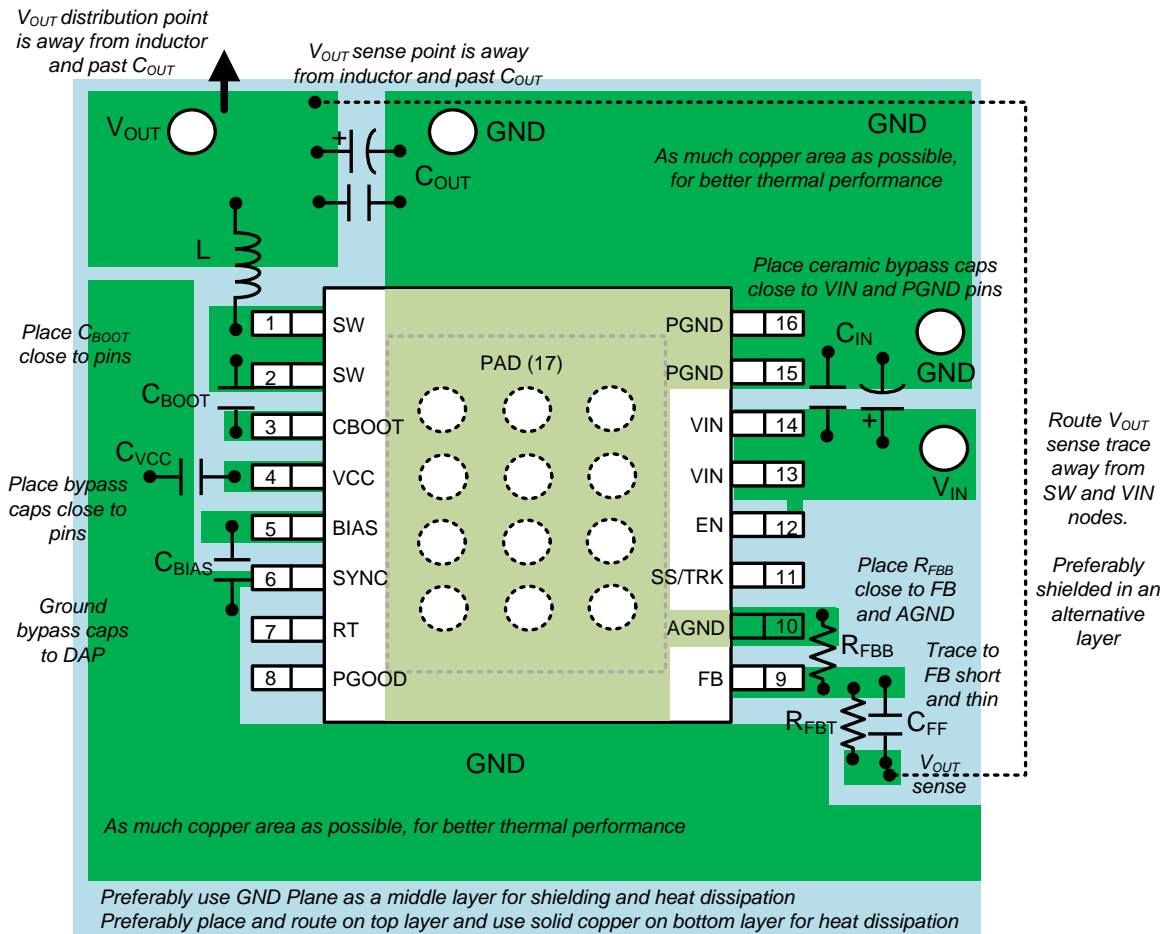 VOUT distribution point
is away from inductor
and past COUT
VOUT sense point is away
from inductor and past COUT
VOUT
+
COUT
GND
GND
As much copper area as possible,
for better thermal performance
L
Place ceramic bypass caps
close to VIN and PGND pins
Place CBOOT
close to pins
CBOOT
CVCC
Place bypass
caps close to
pins
CBIAS
Ground
bypass caps
to DAP
1 SW
2 SW
3 CBOOT
4 VCC
5 BIAS
6 SYNC
7 RT
8 PGOOD
PAD (17)
PGND 16
PGND 15
VIN 14
VIN 13
EN 12
SS/TRK 11
AGND 10
FB 9
CIN
+
GND
VIN
Route VOUT
sense trace
away from
SW and VIN
nodes.
Preferably
shielded in an
alternative
layer
Place RFBB
close to FB
and AGND
RFBB
Trace to
FB short
and thin
RFBT
CFF
VOUT
sense
GND
As much copper area as possible, for better thermal performance
Preferably use GND Plane as a middle layer for shielding and heat dissipation
Preferably place and route on top layer and use solid copper on bottom layer for heat dissipation